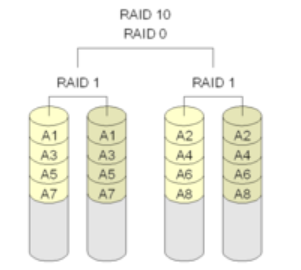 RAID 10
RAID 0
RAID 1 RAID 1
A1 A1 A2 A2
A3 A3 A4 A4
A5 A5 A6 A6
A7 A7 A8 A8